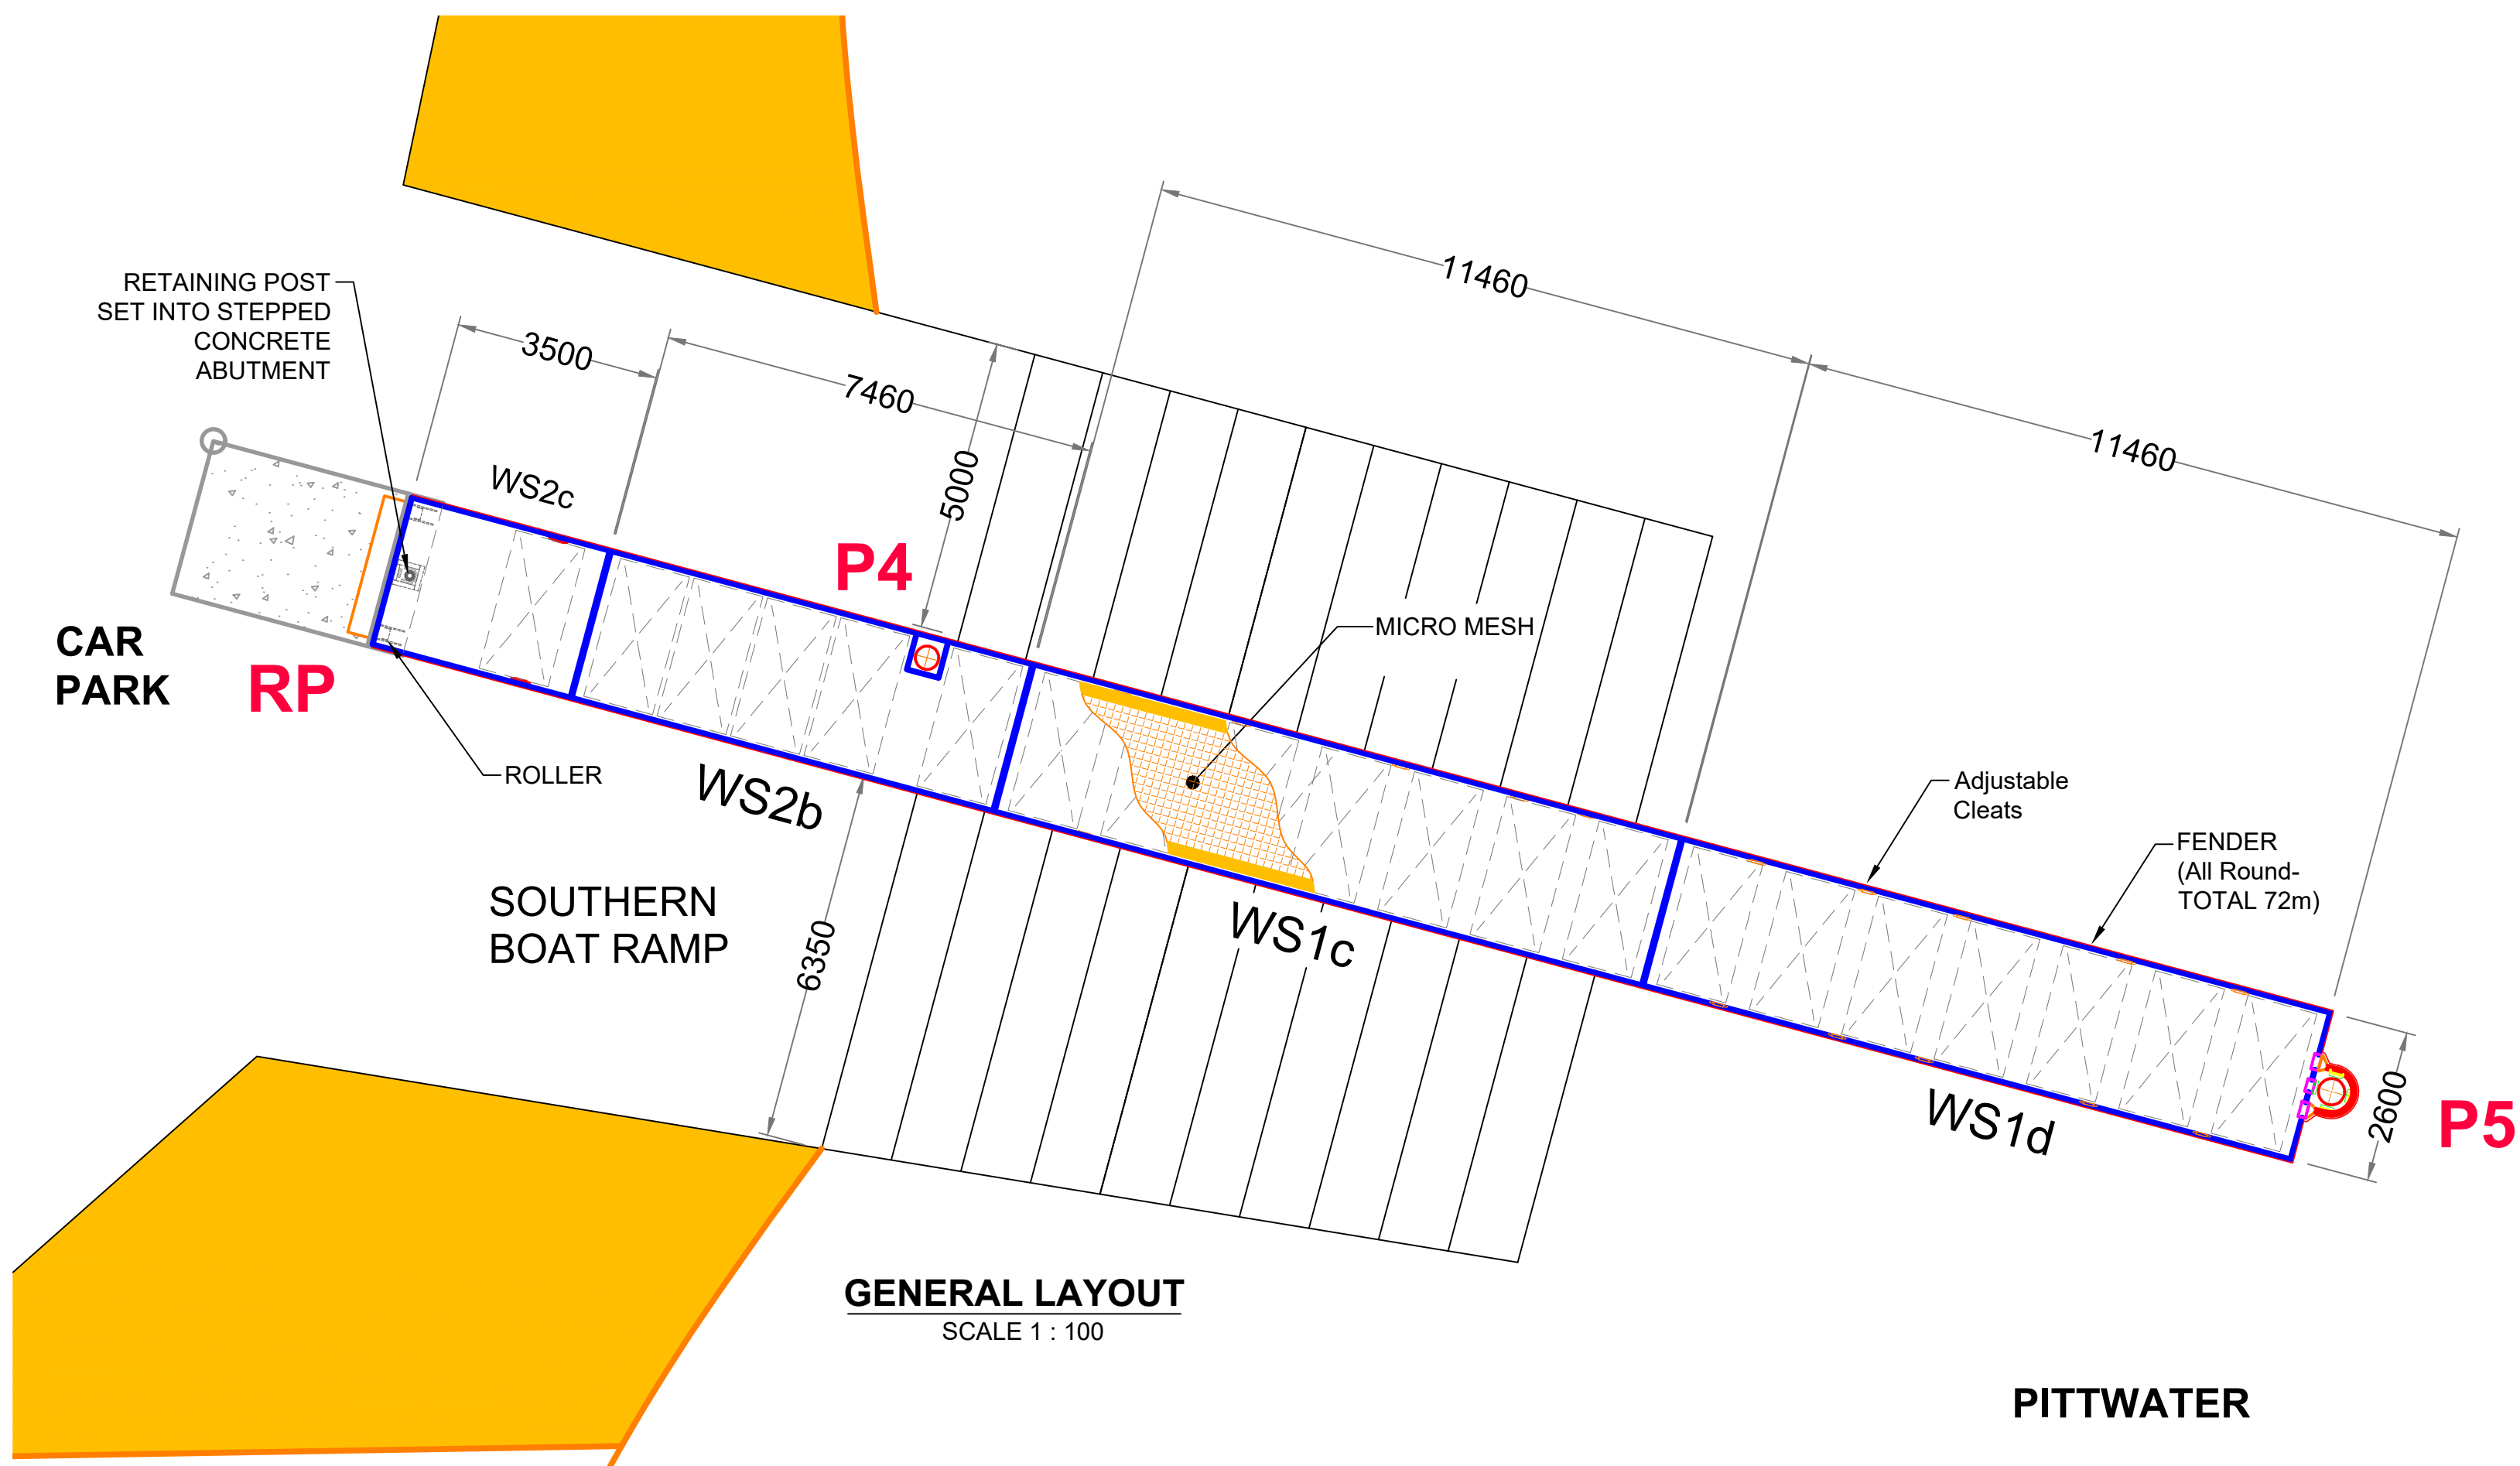 11460
11460
RETAINING POST
SET INTO STEPPED
CONCRETE
ABUTMENT
3500
7460
5000
WS2c
P4
MICRO MESH
CAR
PARK
RP
ROLLER
WS2b
Adjustable
Cleats
FENDER
(All Round-
TOTAL 72m)
SOUTHERN
BOAT RAMP
6350
WS1c
WS1d
2600
P5
GENERAL LAYOUT
SCALE 1 : 100
PITTWATER